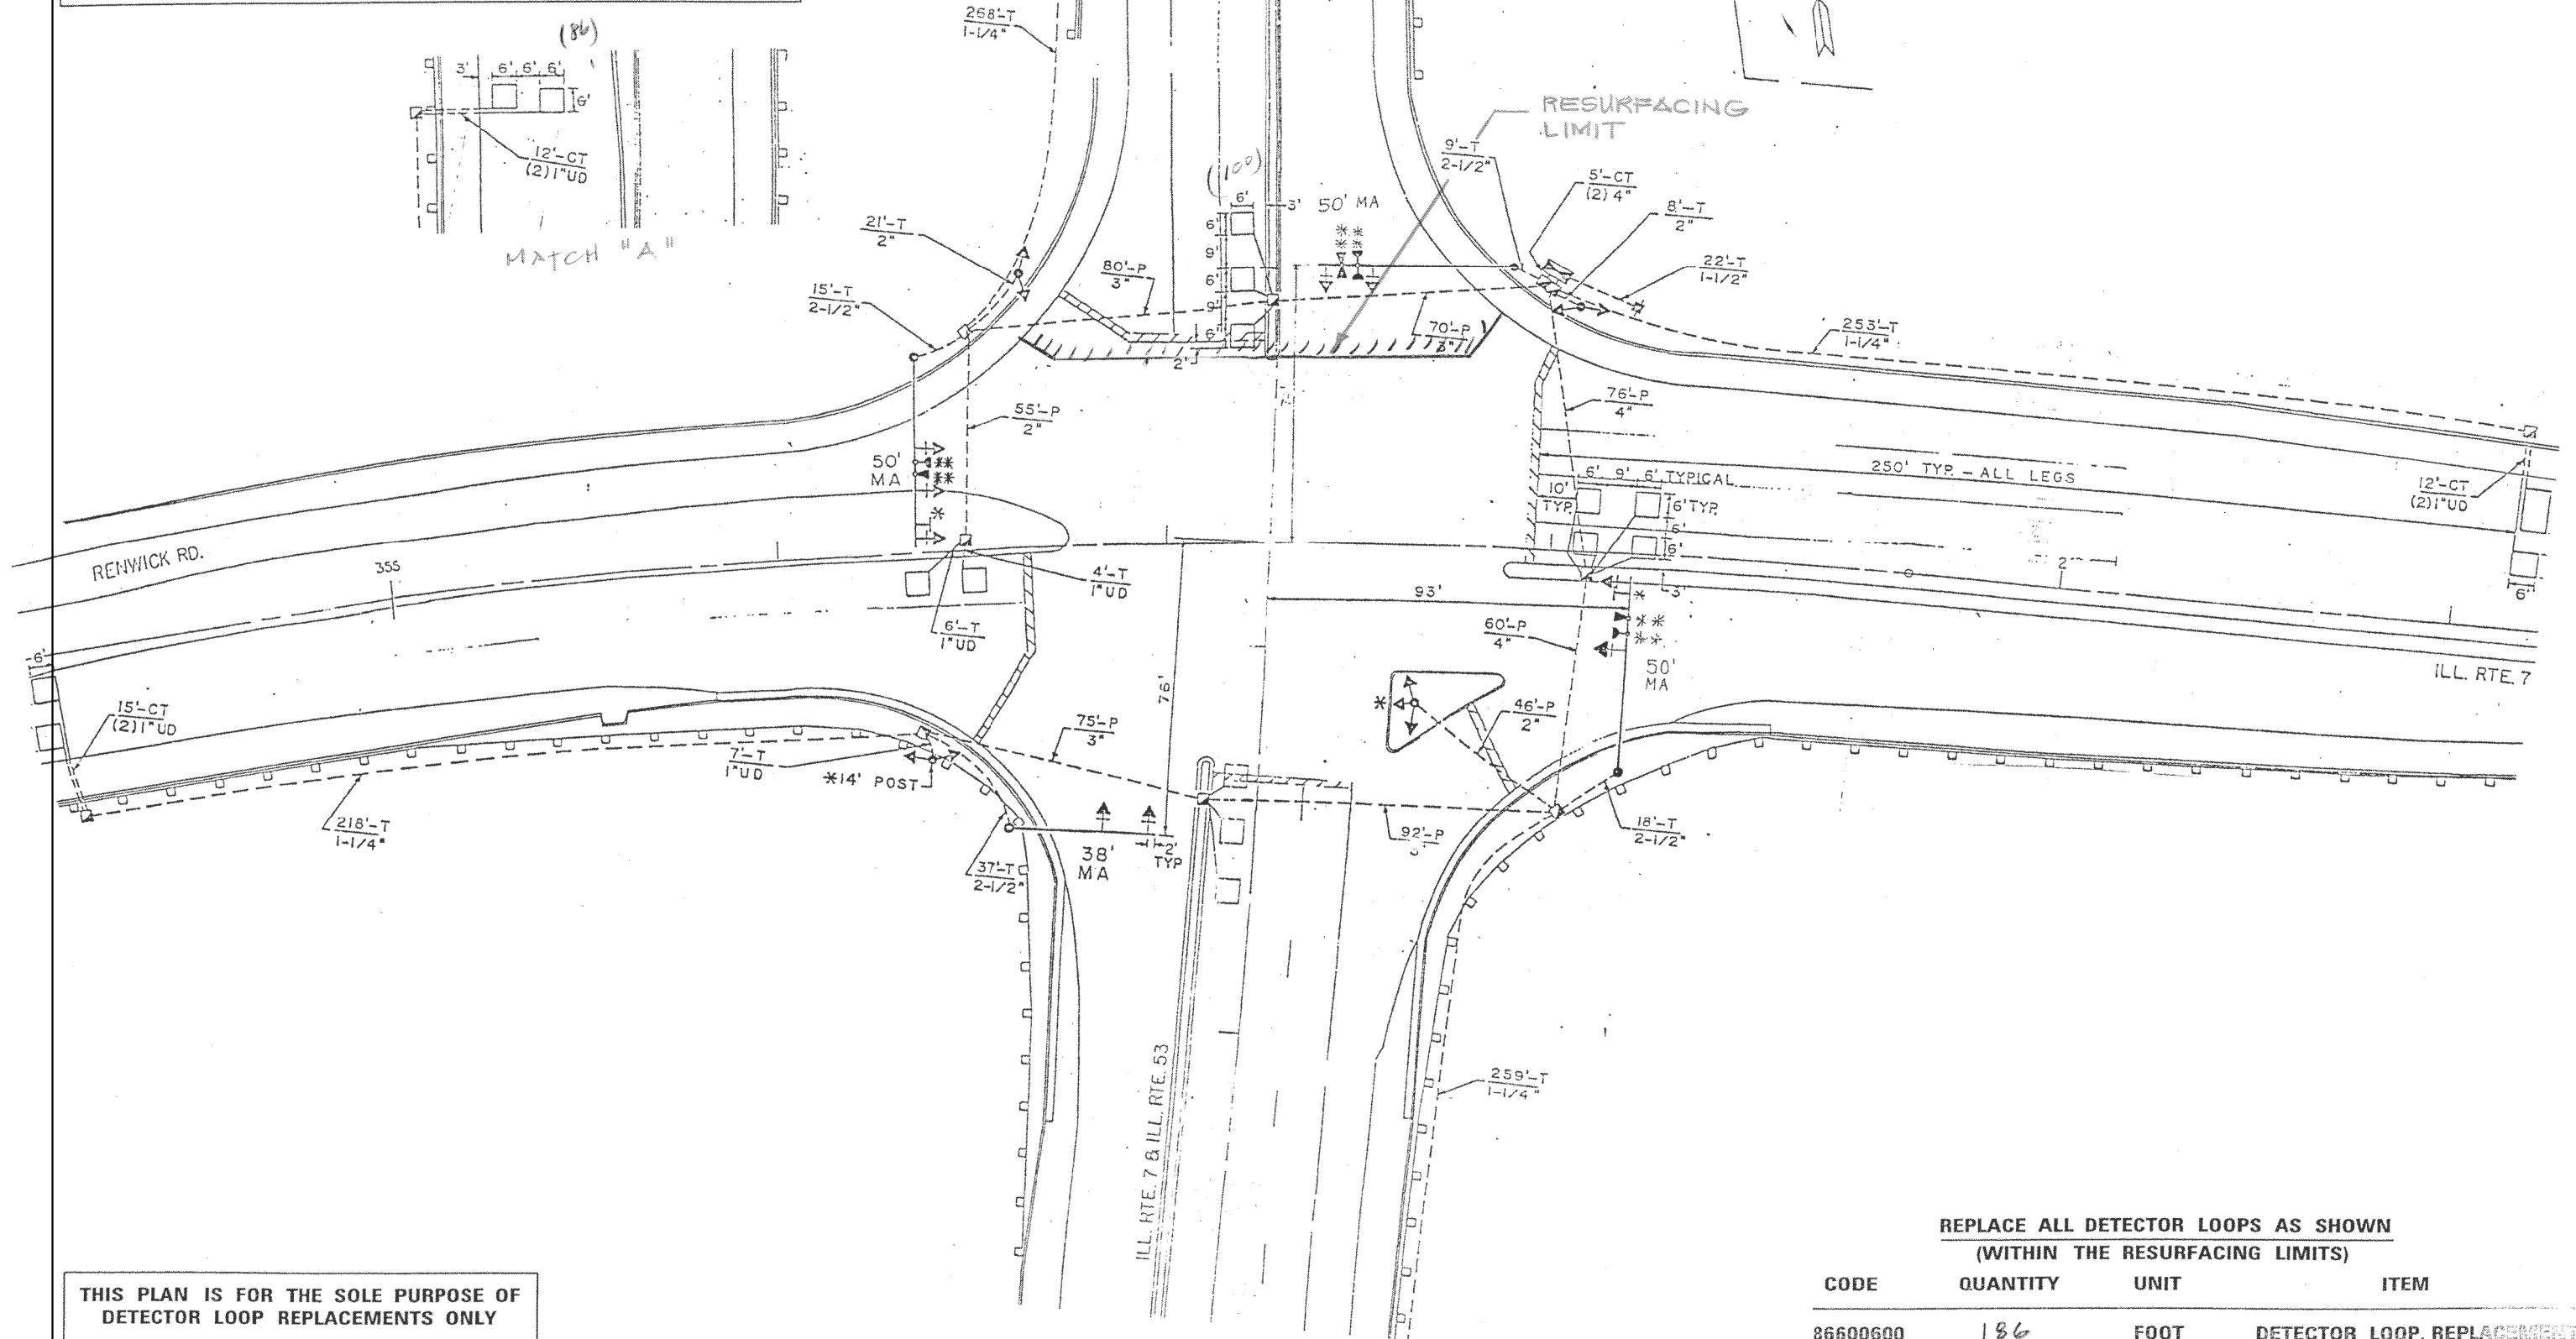 268'-T
1-1/4"
(86)
3'
6' 6' 6'
6'
12'-CT
(2) 1" UD
MATCH "A"
RESURFACING
LIMIT
9'-T
2-1/2"
5'-CT
(2) 4"
8'-T
2"
22'-T
1-1/2"
253'-T
1-1/4"
(100)
6'
3'
50' MA
**
**
6'
9'
6'
9'
6'
2'
21'-T
2"
15'-T
2-1/2"
80'-P
3"
70'-P
3"
55'-P
2"
76'-P
4"
50'
MA
**
**
*
250' TYP. - ALL LEGS
6' 9' 6' TYPICAL
10'
TYP.
6' TYP.
6'
6'
3'
12'-CT
(2) 1" UD
6'
2
RENWICK RD.
355
4'-T
1" UD
6'-T
1" UD
93'
*
**
**
60'-P
4"
50'
MA
ILL. RTE. 7
6'
15'-CT
(2) 1" UD
76'
75'-P
3"
*
46'-P
2"
7'-T
1" UD
*14' POST
218'-T
1-1/4"
2'
TYP
38'
MA
37'-T
2-1/2"
92'-P
18'-T
2-1/2"
259'-T
1-1/4"
ILL. RTE. 7 & ILL. RTE. 53
THIS PLAN IS FOR THE SOLE PURPOSE OF
DETECTOR LOOP REPLACEMENTS ONLY
REPLACE ALL DETECTOR LOOPS AS SHOWN
(WITHIN THE RESURFACING LIMITS)
CODE QUANTITY UNIT ITEM
86600600 186 FOOT DETECTOR LOOP, REPLACEMENT